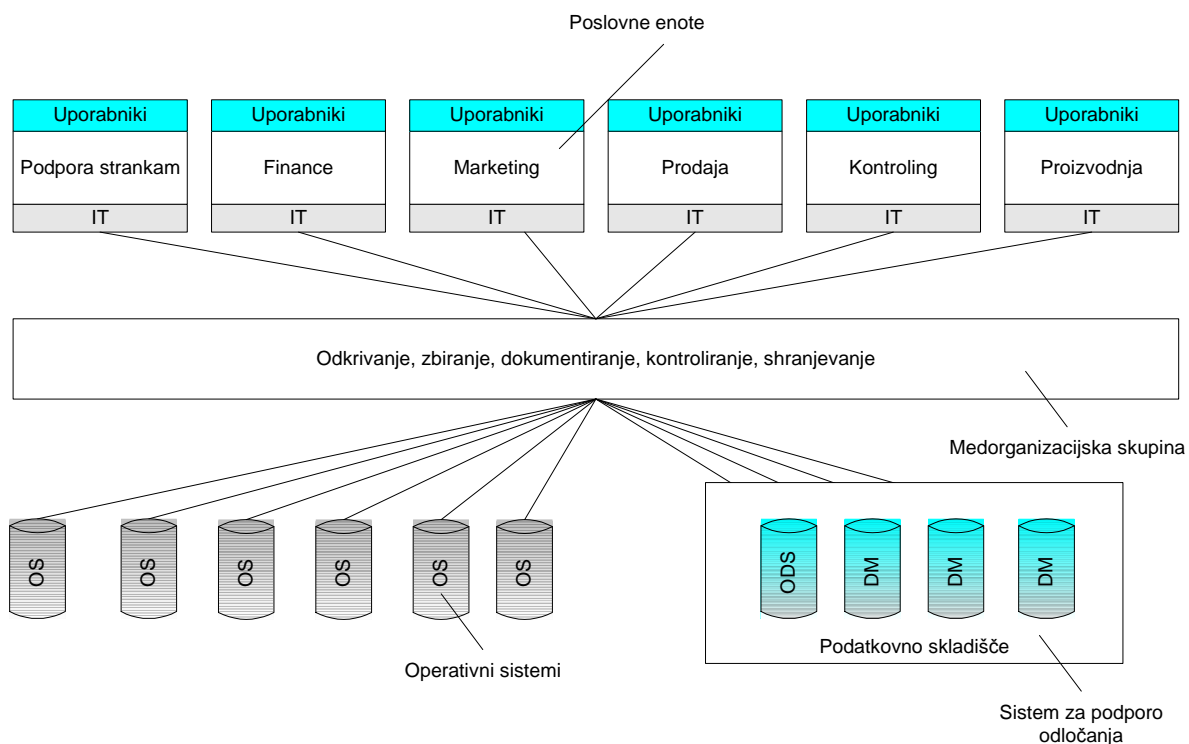 Poslovne enote
Uporabniki Uporabniki Uporabniki Uporabniki Uporabniki Uporabniki
Podpora strankam Finance Marketing Prodaja Kontroling Proizvodnja
IT IT IT IT IT IT
Odkrivanje, zbiranje, dokumentiranje, kontroliranje, shranjevanje
Medorganizacijska skupina
OS OS OS OS OS OS ODS DM DM DM
Podatkovno skladišče
Operativni sistemi
Sistem za podporo
odločanja